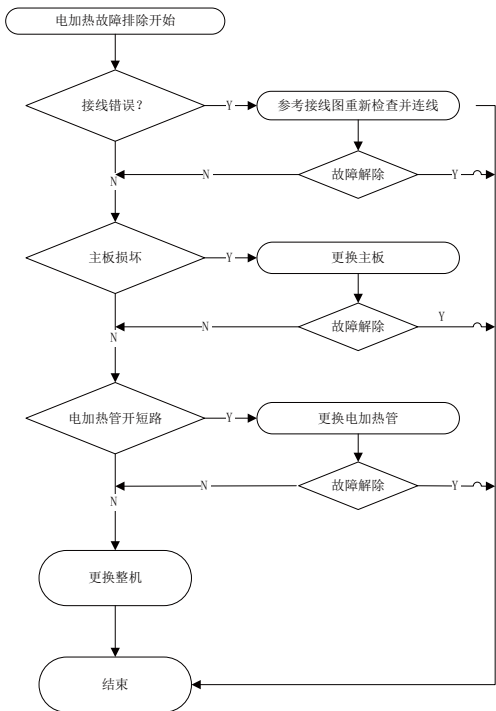 电加热故障排除开始
接线错误？
Y
参考接线图重新检查并连线
N
N
故障解除
Y
主板损坏
Y
更换主板
N
N
故障解除
Y
电加热管开短路
Y
更换电加热管
N
N
故障解除
Y
更换整机
结束